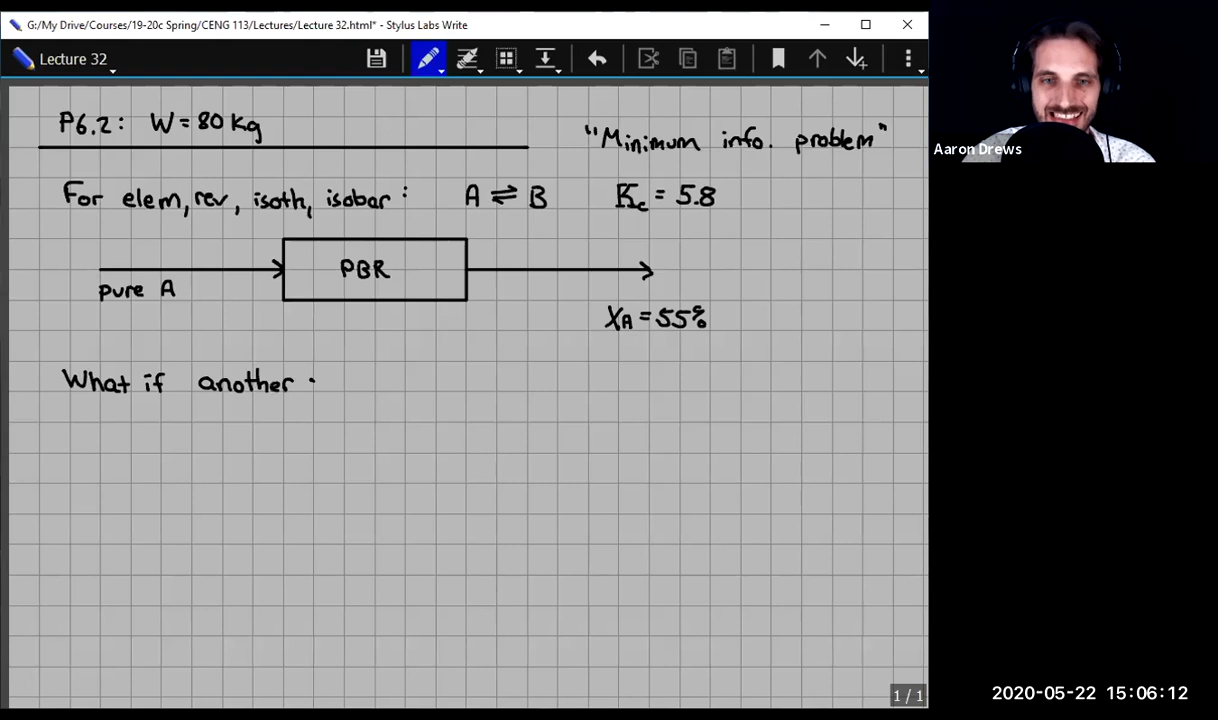 G:/My Drive/Courses/19-20c Spring/CENG 113/Lectures/Lecture 32.html* - Stylus Labs Write
Lecture 32
P6.2: W = 80 kg
"Minimum info. problem"
For elem, rev, isoth, isobar: A ⇌ B Kc = 5.8
PBR
pure A
XA = 55%
What if another
Aaron Drews
1 / 1
2020-05-22 15:06:12